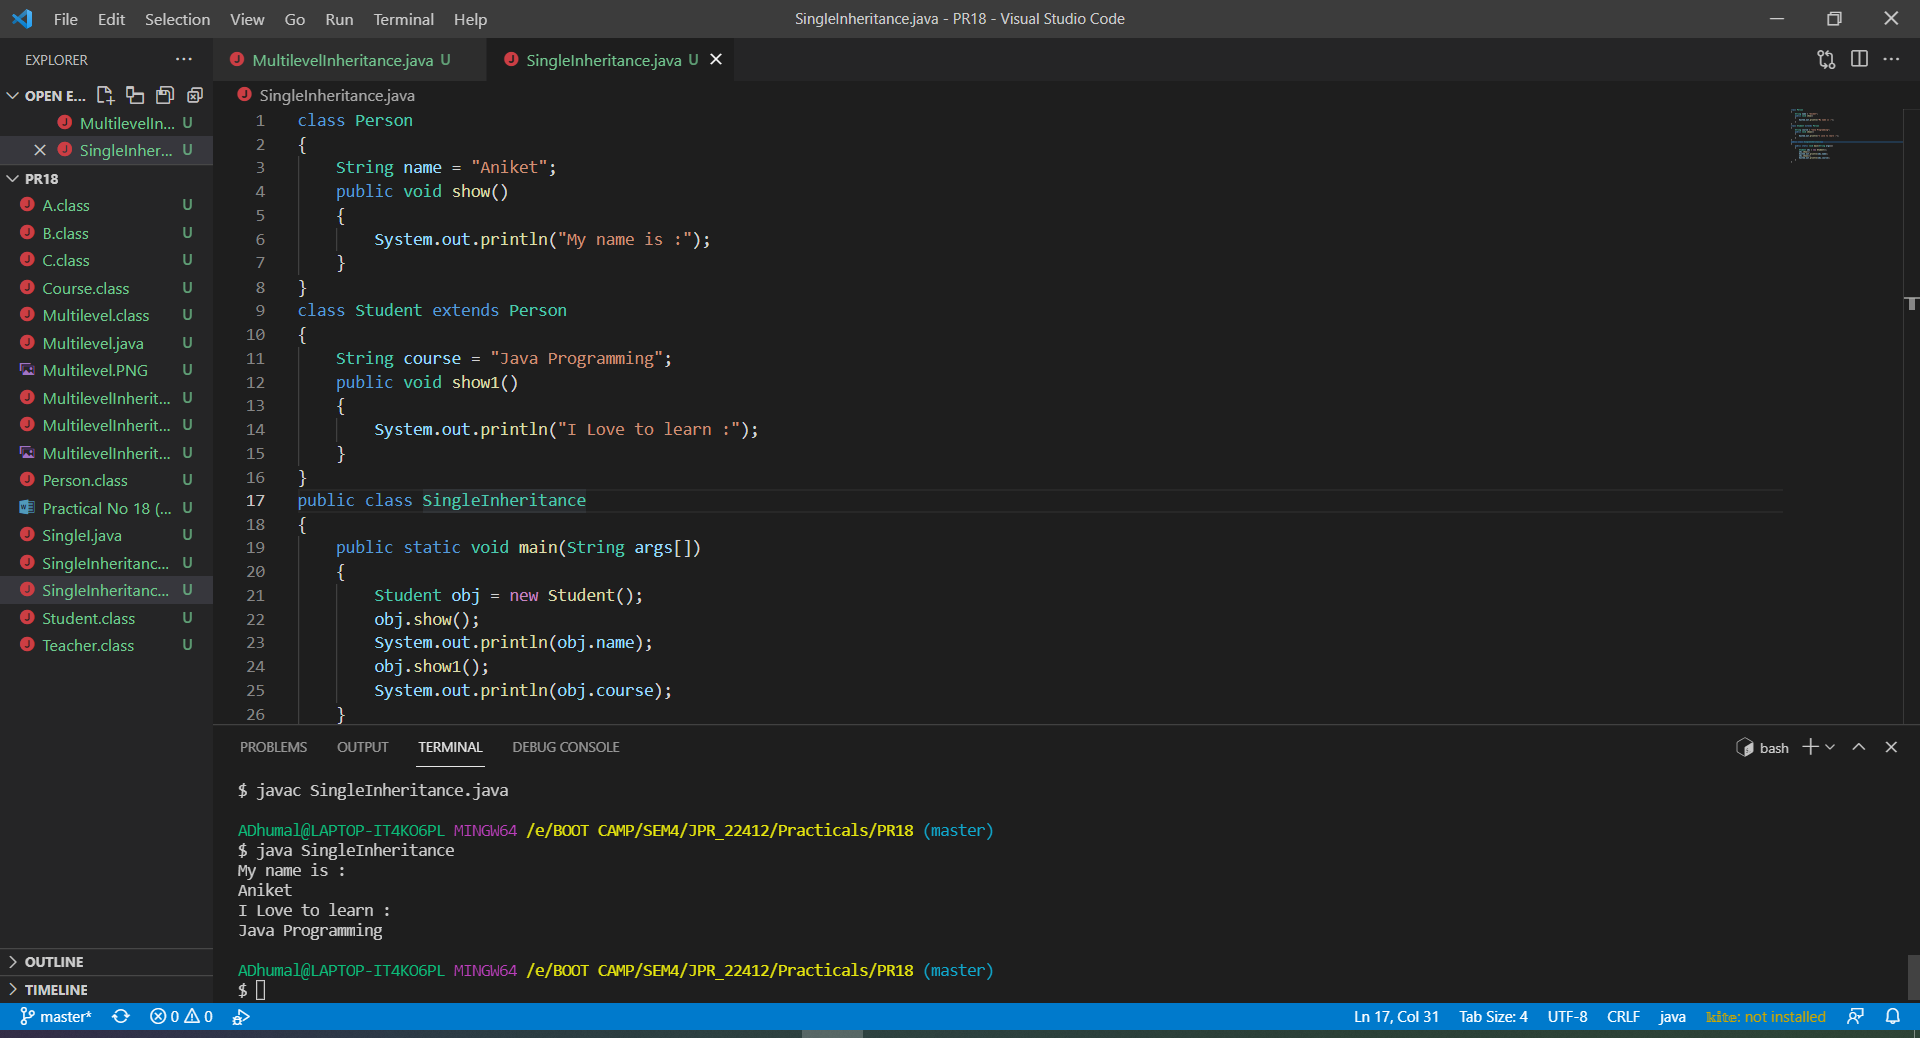 File Edit Selection View Go Run Terminal Help
SingleInheritance.java - PR18 - Visual Studio Code
EXPLORER
OPEN E...
MultilevelIn... U
SingleInher... U
PR18
A.class U
B.class U
C.class U
Course.class U
Multilevel.class U
Multilevel.java U
Multilevel.PNG U
MultilevelInherit... U
MultilevelInherit... U
MultilevelInherit... U
Person.class U
Practical No 18 (... U
SingleI.java U
SingleInheritanc... U
SingleInheritanc... U
Student.class U
Teacher.class U
OUTLINE
TIMELINE
MultilevelInheritance.java U
SingleInheritance.java U
SingleInheritance.java
1 class Person
2 {
3 String name = "Aniket";
4 public void show()
5 {
6 System.out.println("My name is :");
7 }
8 }
9 class Student extends Person
10 {
11 String course = "Java Programming";
12 public void show1()
13 {
14 System.out.println("I Love to learn :");
15 }
16 }
17 public class SingleInheritance
18 {
19 public static void main(String args[])
20 {
21 Student obj = new Student();
22 obj.show();
23 System.out.println(obj.name);
24 obj.show1();
25 System.out.println(obj.course);
26 }
PROBLEMS OUTPUT TERMINAL DEBUG CONSOLE
bash
$ javac SingleInheritance.java
ADhumal@LAPTOP-IT4KO6PL MINGW64 /e/BOOT CAMP/SEM4/JPR_22412/Practicals/PR18 (master)
$ java SingleInheritance
My name is :
Aniket
I Love to learn :
Java Programming
ADhumal@LAPTOP-IT4KO6PL MINGW64 /e/BOOT CAMP/SEM4/JPR_22412/Practicals/PR18 (master)
$
master* 0 0
Ln 17, Col 31 Tab Size: 4 UTF-8 CRLF java kite: not installed